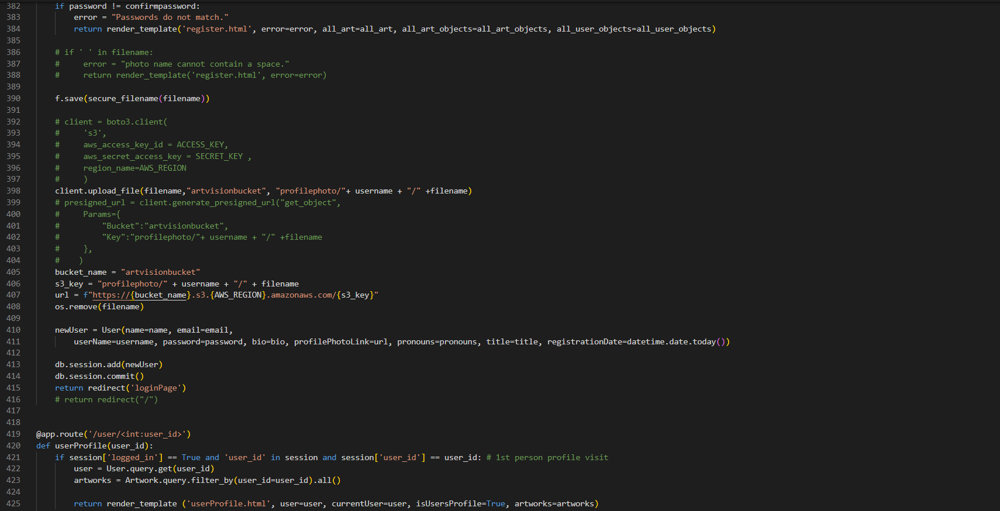 382 if password != confirmpassword:
383 error = "Passwords do not match."
384 return render_template('register.html', error=error, all_art=all_art, all_art_objects=all_art_objects, all_user_objects=all_user_objects)
385
386 # if ' ' in filename:
387 #     error = "photo name cannot contain a space."
388 #     return render_template('register.html', error=error)
389
390 f.save(secure_filename(filename))
391
392 # client = boto3.client(
393 #     's3',
394 #     aws_access_key_id = ACCESS_KEY,
395 #     aws_secret_access_key = SECRET_KEY ,
396 #     region_name=AWS_REGION
397 #     )
398 client.upload_file(filename,"artvisionbucket", "profilephoto/"+ username + "/" +filename)
399 # presigned_url = client.generate_presigned_url("get_object",
400 #     Params={
401 #         "Bucket":"artvisionbucket",
402 #         "Key":"profilephoto/"+ username + "/" +filename
403 #     },
404 #    )
405 bucket_name = "artvisionbucket"
406 s3_key = "profilephoto/" + username + "/" + filename
407 url = f"https://{bucket_name}.s3.{AWS_REGION}.amazonaws.com/{s3_key}"
408 os.remove(filename)
409
410 newUser = User(name=name, email=email,
411 userName=username, password=password, bio=bio, profilePhotoLink=url, pronouns=pronouns, title=title, registrationDate=datetime.date.today())
412
413 db.session.add(newUser)
414 db.session.commit()
415 return redirect('loginPage')
416 # return redirect("/")
417
418
419 @app.route('/user/<int:user_id>')
420 def userProfile(user_id):
421 if session['logged_in'] == True and 'user_id' in session and session['user_id'] == user_id: # 1st person profile visit
422 user = User.query.get(user_id)
423 artworks = Artwork.query.filter_by(user_id=user_id).all()
424
425 return render_template ('userProfile.html', user=user, currentUser=user, isUsersProfile=True, artworks=artworks)